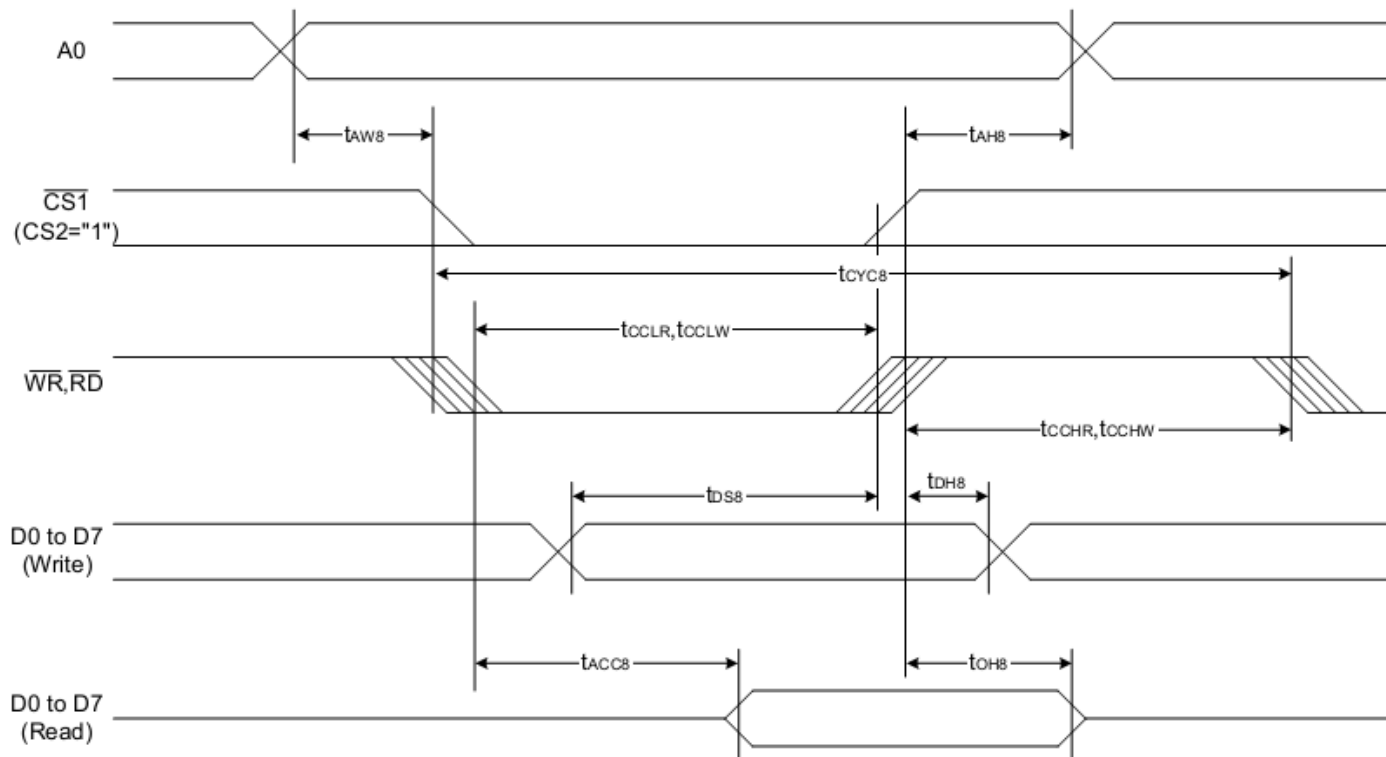 A0
tAW8
tAH8
CS1
(CS2="1")
tCYC8
tCCLR,tCCLW
WR,RD
tCCHR,tCCHW
tDS8
tDH8
D0 to D7
(Write)
tACC8
tOH8
D0 to D7
(Read)